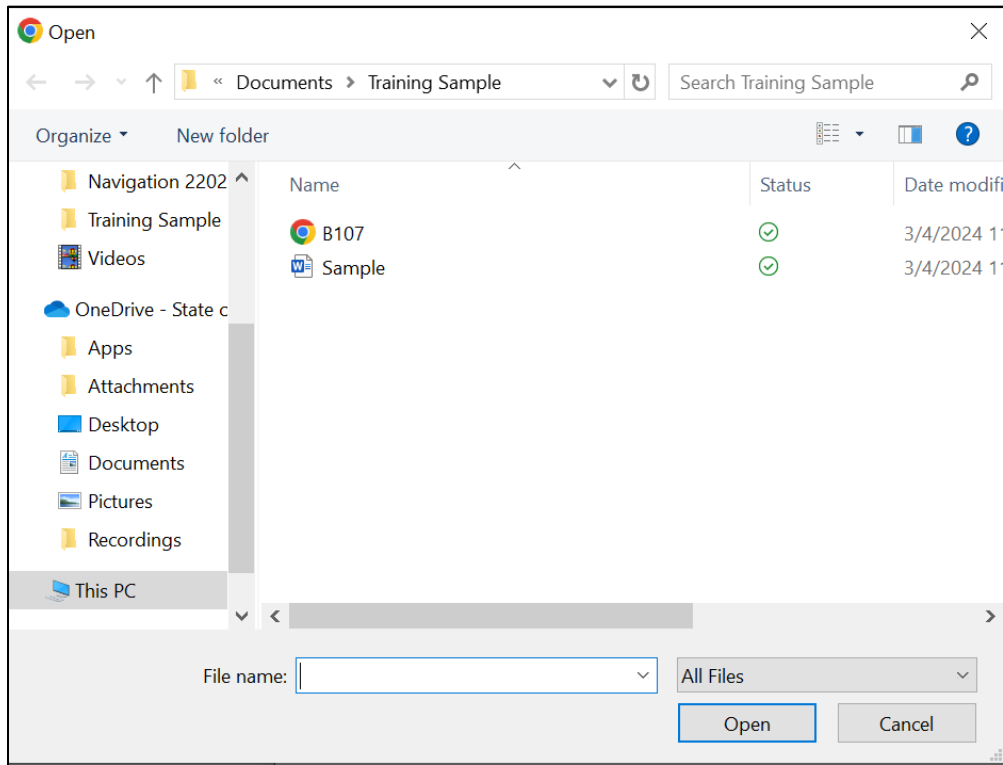 Open
« Documents > Training Sample
Search Training Sample
Organize
New folder
?
Navigation 2202
Training Sample
Videos
OneDrive - State c
Apps
Attachments
Desktop
Documents
Pictures
Recordings
This PC
Name Status Date modifi
B107 3/4/2024 11
W Sample 3/4/2024 11
File name:
All Files
Open Cancel